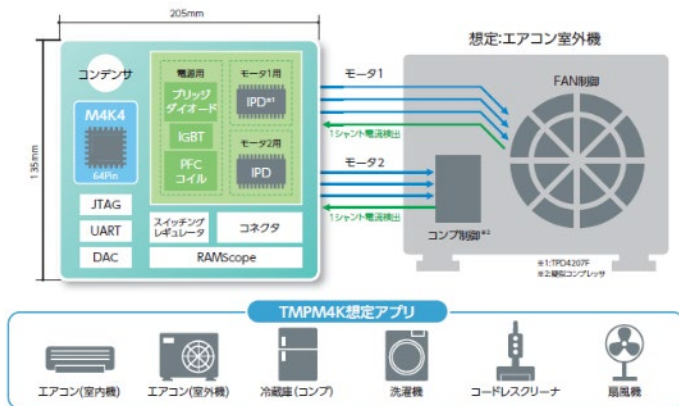 205mm
135mm
コンデンサ
M4K4
64Pin
JTAG
UART
DAC
電源用
ブリッジ
ダイオード
IGBT
PFC
コイル
モータ1用
IPD※1
モータ2用
IPD
スイッチング
レギュレータ
コネクタ
RAMScope
モータ1
1シャント電流検出
モータ2
1シャント電流検出
想定:エアコン室外機
FAN制御
コンプ制御※2
※1:TPD4207F
※2:擬似コンプレッサ
TMPM4K想定アプリ
エアコン(室内機)
エアコン(室外機)
冷蔵庫(コンプ)
洗濯機
コードレスクリーナ
扇風機